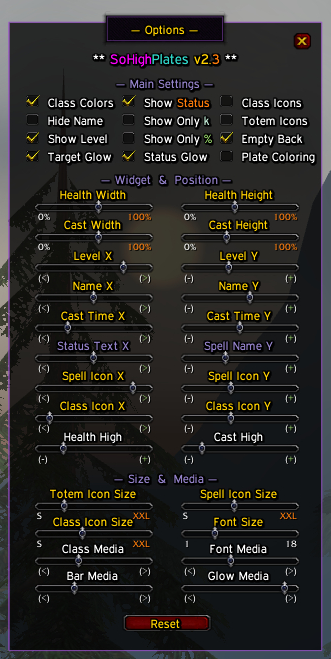 — Options —
** SoHighPlates v2.3 **
— Main Settings —
Class Colors Show Status Class Icons
Hide Name Show Only k Totem Icons
Show Level Show Only % Empty Back
Target Glow Status Glow Plate Coloring
— Widget & Position —
Health Width Health Height
0% 100% 0% 100%
Cast Width Cast Height
0% 100% 0% 100%
Level X Level Y
(<) (>) (-) (+)
Name X Name Y
(<) (>) (-) (+)
Cast Time X Cast Time Y
(<) (>) (-) (+)
Status Text X Spell Name Y
(<) (>) (-) (+)
Spell Icon X Spell Icon Y
(<) (>) (-) (+)
Class Icon X Class Icon Y
(<) (>) (-) (+)
Health High Cast High
(-) (+) (-) (+)
— Size & Media —
Totem Icon Size Spell Icon Size
S XXL S XXL
Class Icon Size Font Size
S XXL 1 18
Class Media Font Media
(<) (>) (<) (>)
Bar Media Glow Media
(<) (>) (<) (>)
Reset